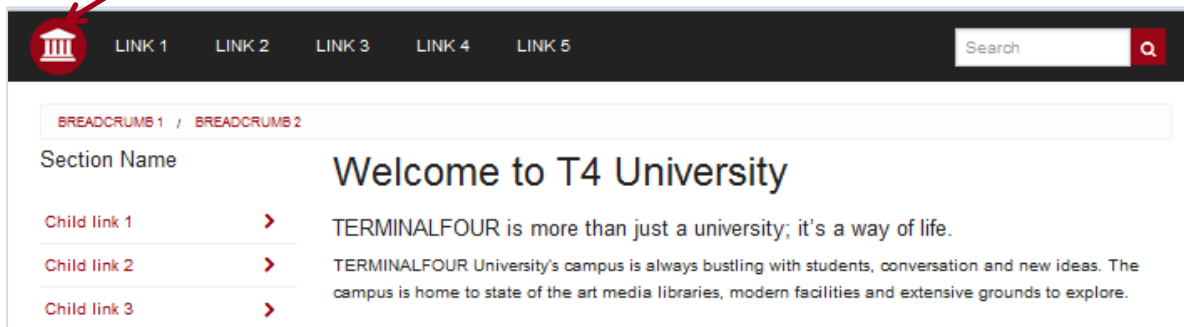 LINK 1 LINK 2 LINK 3 LINK 4 LINK 5 Search
BREADCRUMB 1 / BREADCRUMB 2
Section Name
Child link 1
Child link 2
Child link 3
Welcome to T4 University
TERMINALFOUR is more than just a university; it's a way of life.
TERMINALFOUR University's campus is always bustling with students, conversation and new ideas. The
campus is home to state of the art media libraries, modern facilities and extensive grounds to explore.